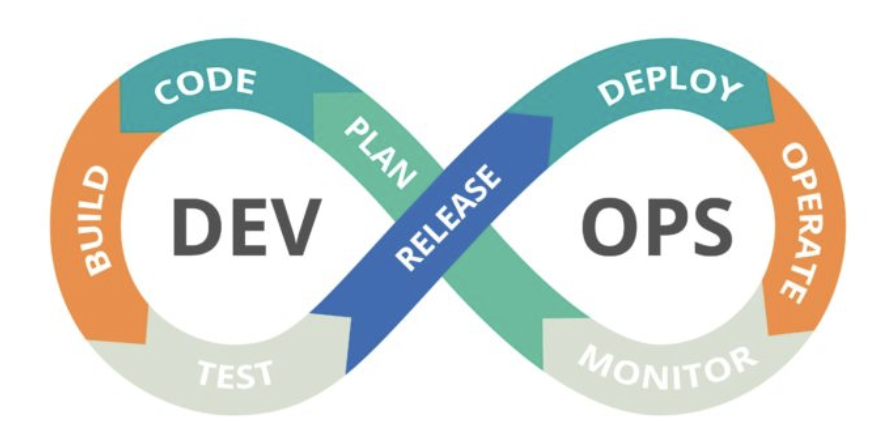 CODE
PLAN
BUILD
DEV
TEST
RELEASE
DEPLOY
OPERATE
OPS
MONITOR